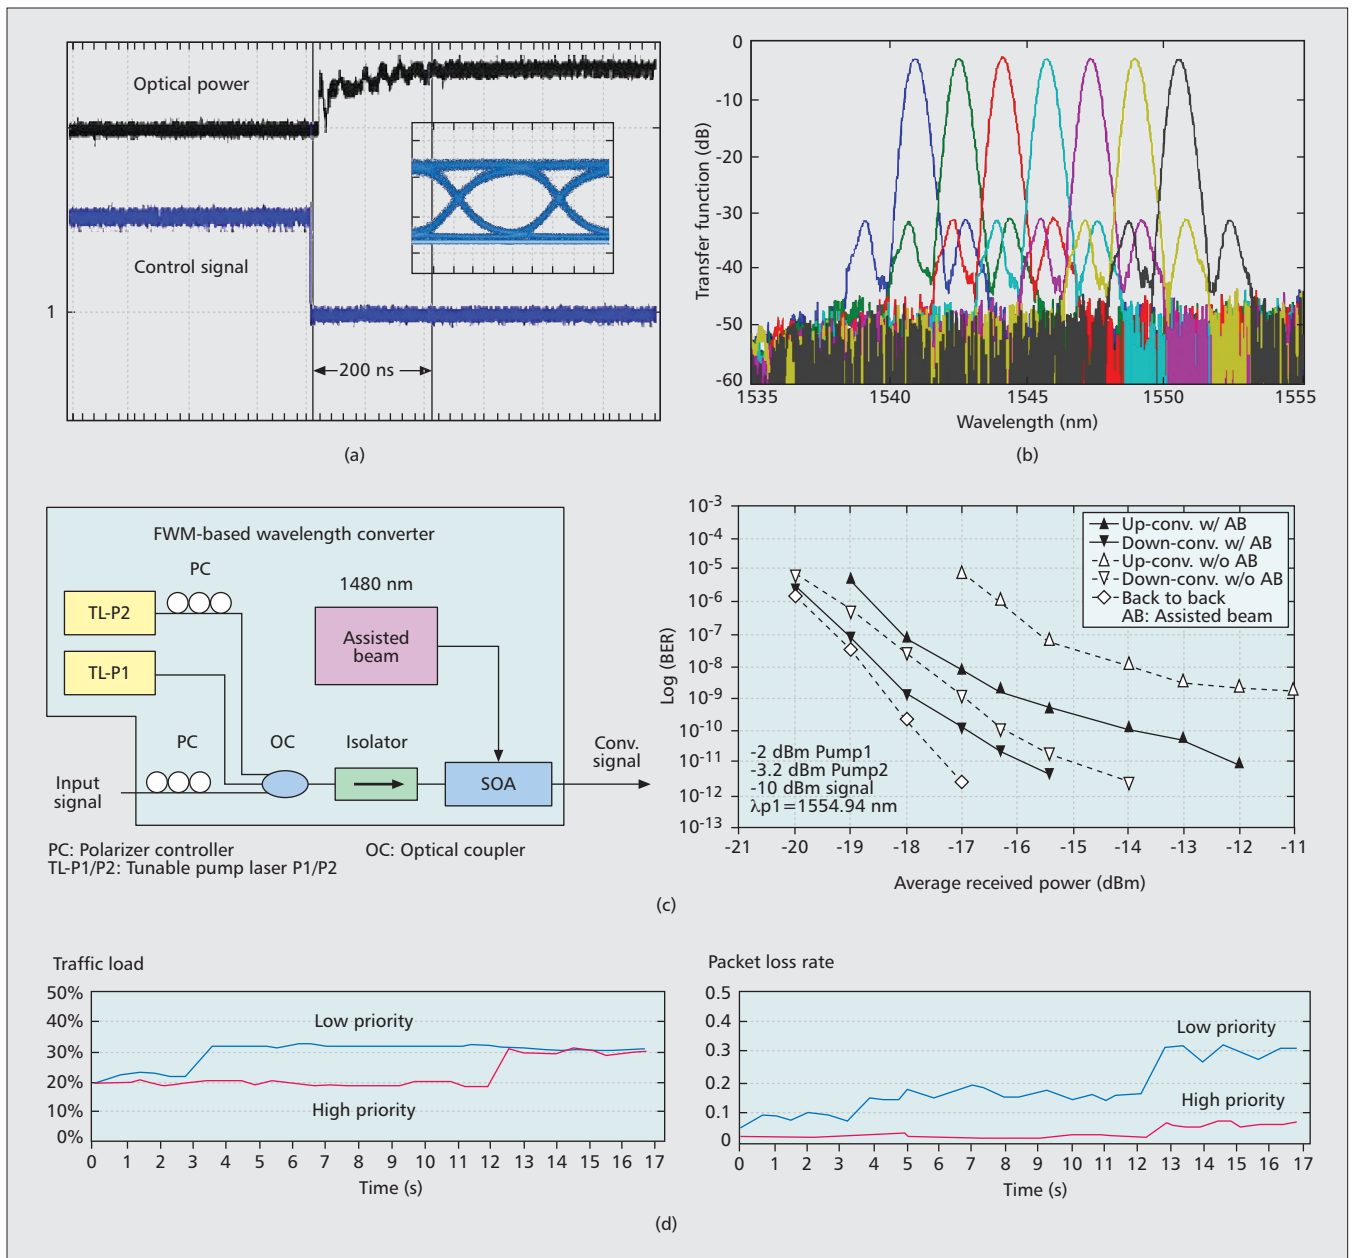 Optical power
Control signal
1
200 ns
(a)
Transfer function (dB)
0
-10
-20
-30
-40
-50
-60
1535
1540
1545
1550
1555
Wavelength (nm)
(b)
FWM-based wavelength converter
PC
1480 nm
TL-P2
Assisted
beam
TL-P1
PC
OC
Isolator
Conv.
signal
Input
signal
SOA
PC: Polarizer controller
OC: Optical coupler
TL-P1/P2: Tunable pump laser P1/P2
Log (BER)
10-3
10-4
10-5
10-6
10-7
10-8
10-9
10-10
10-11
10-12
10-13
Up-conv. w/ AB
Down-conv. w/ AB
Up-conv. w/o AB
Down-conv. w/o AB
Back to back
AB: Assisted beam
-2 dBm Pump1
-3.2 dBm Pump2
-10 dBm signal
λp1=1554.94 nm
-21 -20 -19 -18 -17 -16 -15 -14 -13 -12 -11
Average received power (dBm)
(c)
Traffic load
50%
40%
30%
20%
10%
0%
Low priority
High priority
0 1 2 3 4 5 6 7 8 9 10 11 12 13 14 15 16 17
Time (s)
Packet loss rate
0.5
0.4
0.3
0.2
0.1
0
Low priority
High priority
0 1 2 3 4 5 6 7 8 9 10 11 12 13 14 15 16 17
Time (s)
(d)